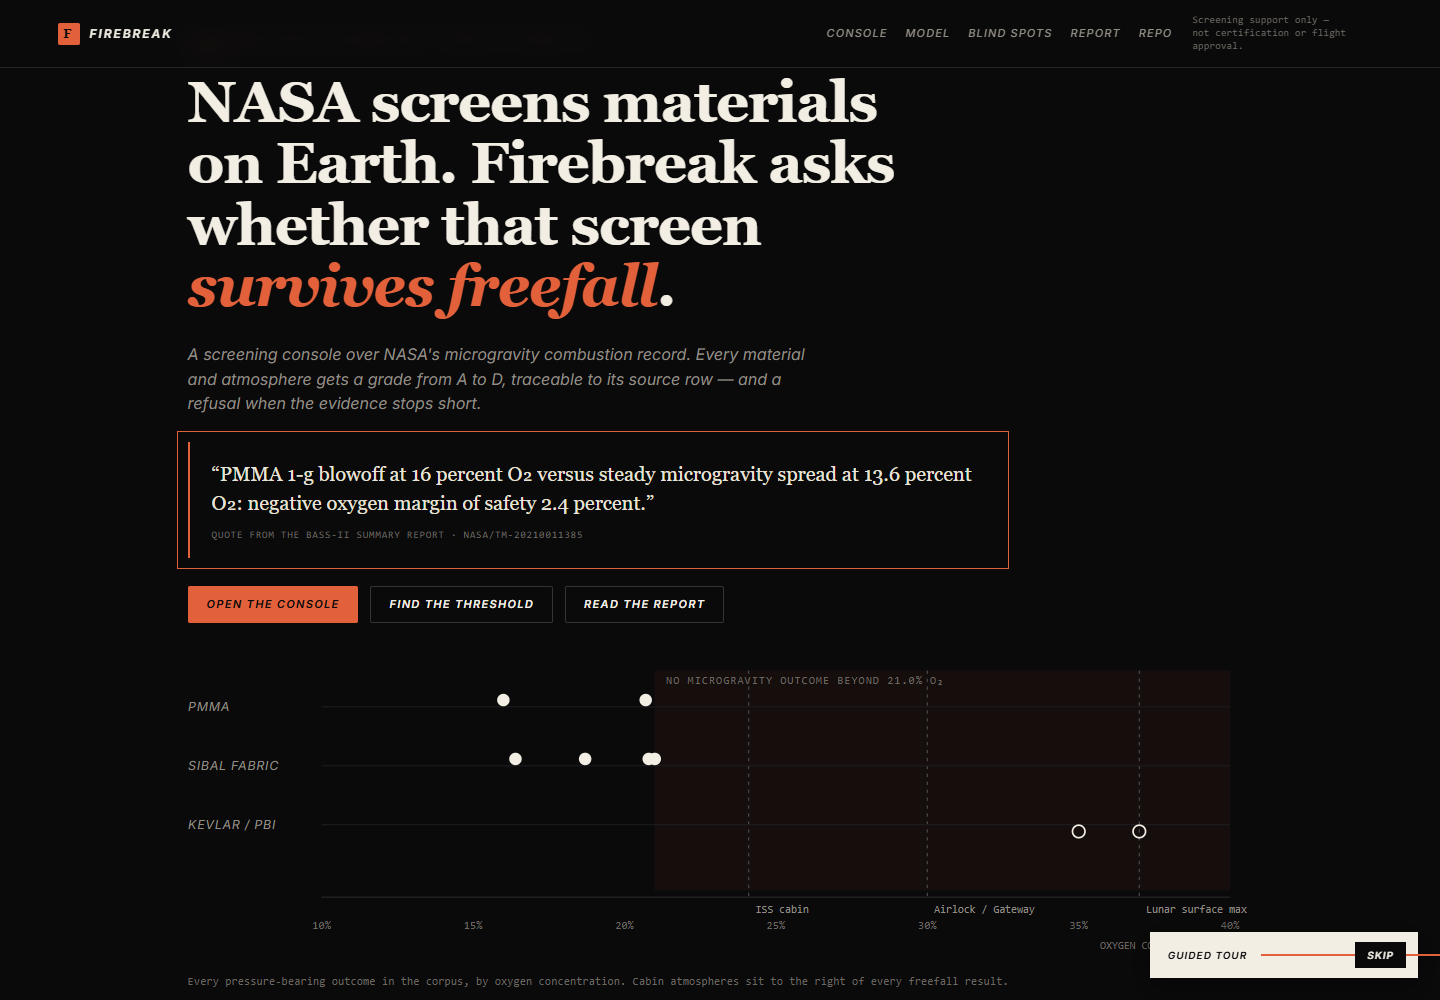 F FIREBREAK
CONSOLE MODEL BLIND SPOTS REPORT REPO
Screening support only —
not certification or flight
approval.
NASA screens materials
on Earth. Firebreak asks
whether that screen
survives freefall.
A screening console over NASA's microgravity combustion record. Every material
and atmosphere gets a grade from A to D, traceable to its source row — and a
refusal when the evidence stops short.
“PMMA 1-g blowoff at 16 percent O₂ versus steady microgravity spread at 13.6 percent
O₂: negative oxygen margin of safety 2.4 percent.”
QUOTE FROM THE BASS-II SUMMARY REPORT · NASA/TM-20210011385
OPEN THE CONSOLE FIND THE THRESHOLD READ THE REPORT
NO MICROGRAVITY OUTCOME BEYOND 21.0% O₂
PMMA
SIBAL FABRIC
KEVLAR / PBI
ISS cabin Airlock / Gateway Lunar surface max
10% 15% 20% 25% 30% 35% 40%
OXYGEN
GUIDED TOUR SKIP
Every pressure-bearing outcome in the corpus, by oxygen concentration. Cabin atmospheres sit to the right of every freefall result.